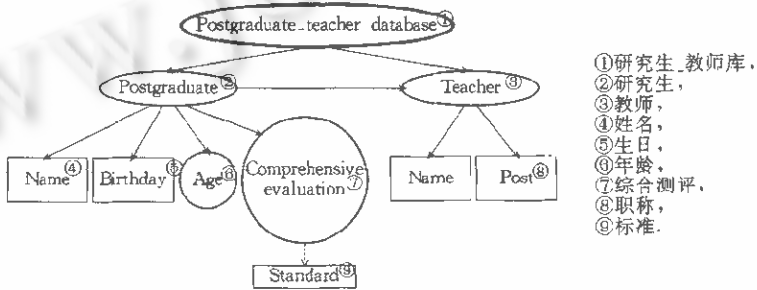 Postgraduate_teacher database①
Postgraduate②
Teacher③
Name④
Birthday⑤
Age⑥
Comprehensive
evaluation⑦
Name
Post⑧
Standard⑨
①研究生_教师库,
②研究生,
③教师,
④姓名,
⑤生日,
⑥年龄,
⑦综合测评,
⑧职称,
⑨标准.